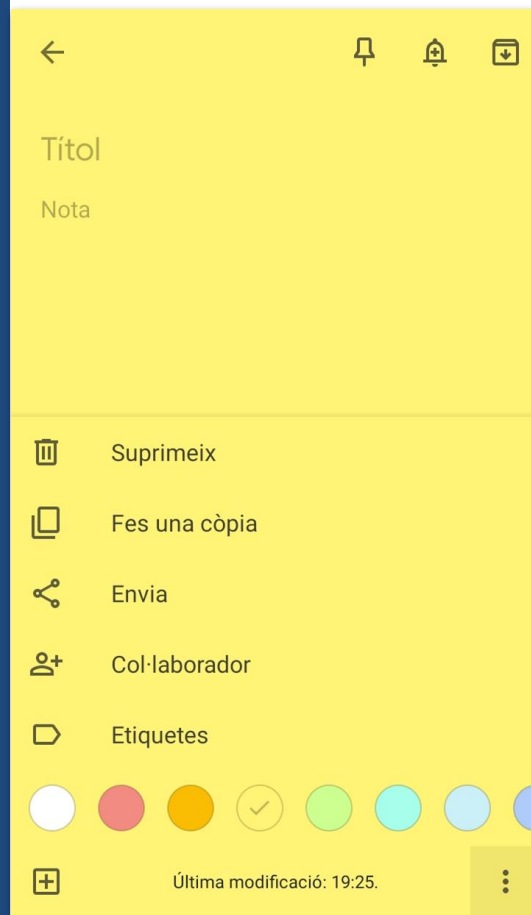 Títol
Nota
Suprimeix
Fes una còpia
Envia
Col·laborador
Etiquetes
Última modificació: 19:25.